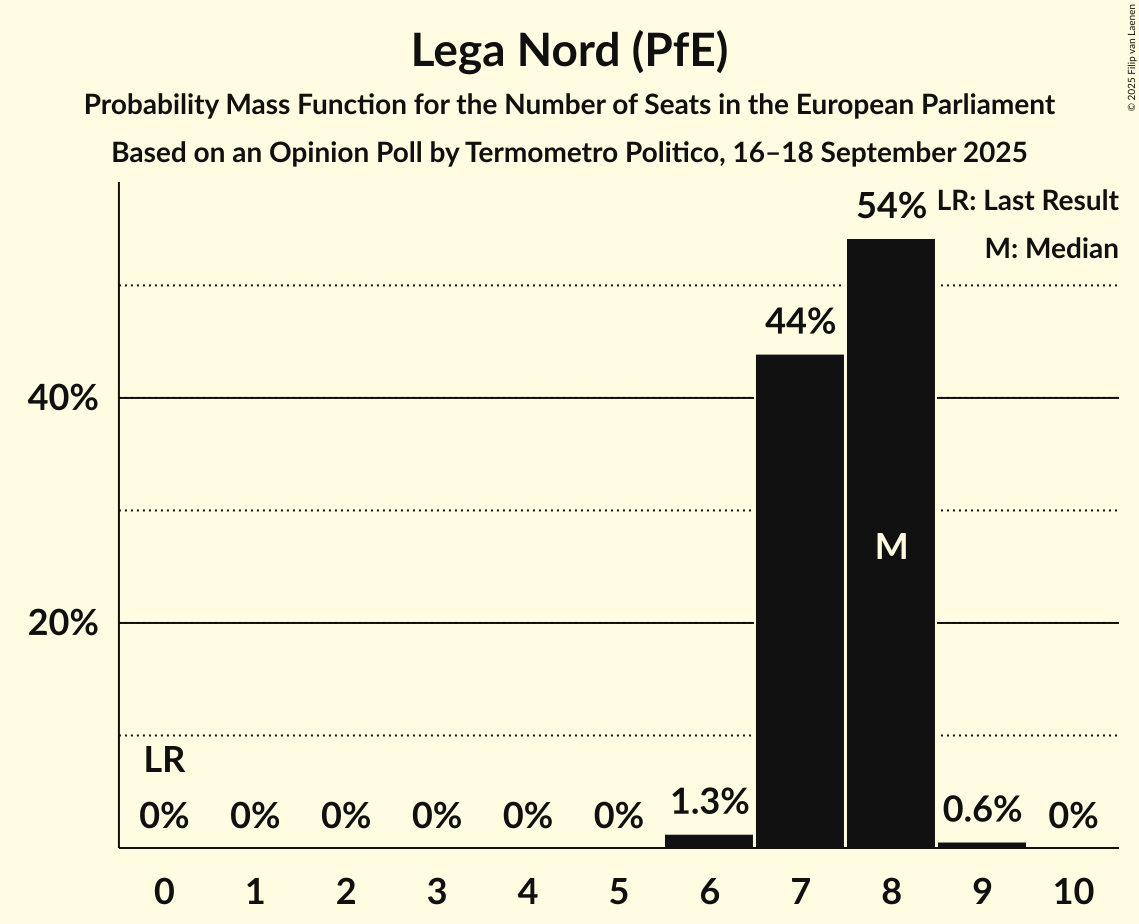 Lega Nord (PfE)
Probability Mass Function for the Number of Seats in the European Parliament
Based on an Opinion Poll by Termometro Politico, 16–18 September 2025
© 2025 Filip van Laenen
LR: Last Result
M: Median
54%
44%
40%
M
20%
LR
0% 0% 0% 0% 0% 0% 1.3% 0.6% 0%
0 1 2 3 4 5 6 7 8 9 10